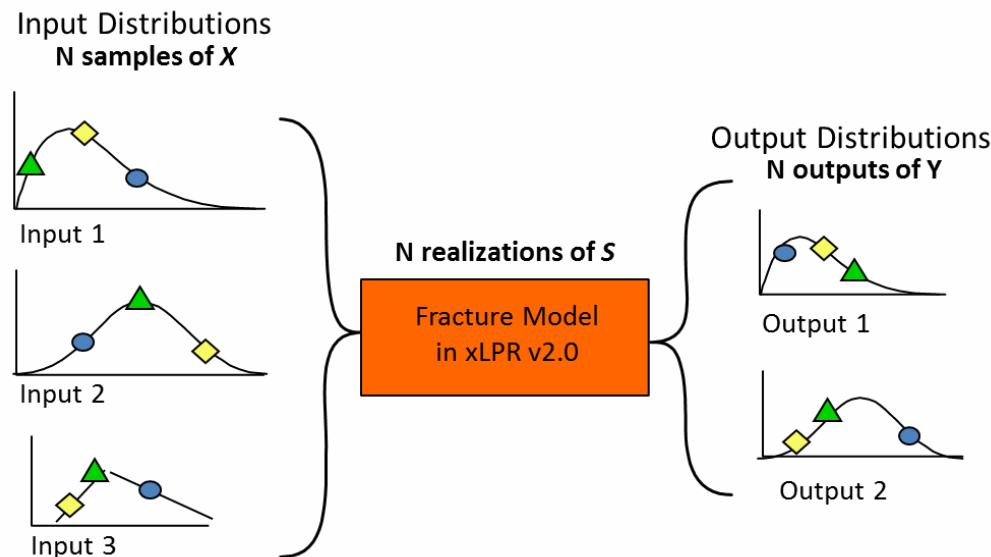 Input Distributions
N samples of X
Input 1
Input 2
Input 3
N realizations of S
Fracture Model
in xLPR v2.0
Output Distributions
N outputs of Y
Output 1
Output 2